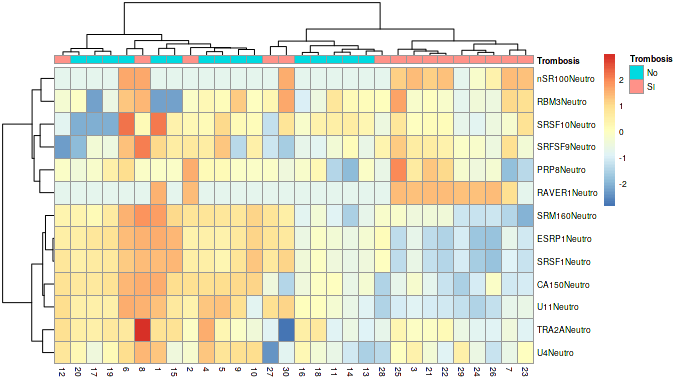 Trombosis
nSR100Neutro
RBM3Neutro
SRSF10Neutro
SRFSF9Neutro
PRP8Neutro
RAVER1Neutro
SRM160Neutro
ESRP1Neutro
SRSF1Neutro
CA150Neutro
U11Neutro
TRA2ANeutro
U4Neutro
12 20 17 19 6 8 1 15 2 4 5 9 10 27 30 16 18 11 14 13 28 25 3 21 22 29 24 26 7 23
2
1
0
-1
-2
Trombosis
No
SI